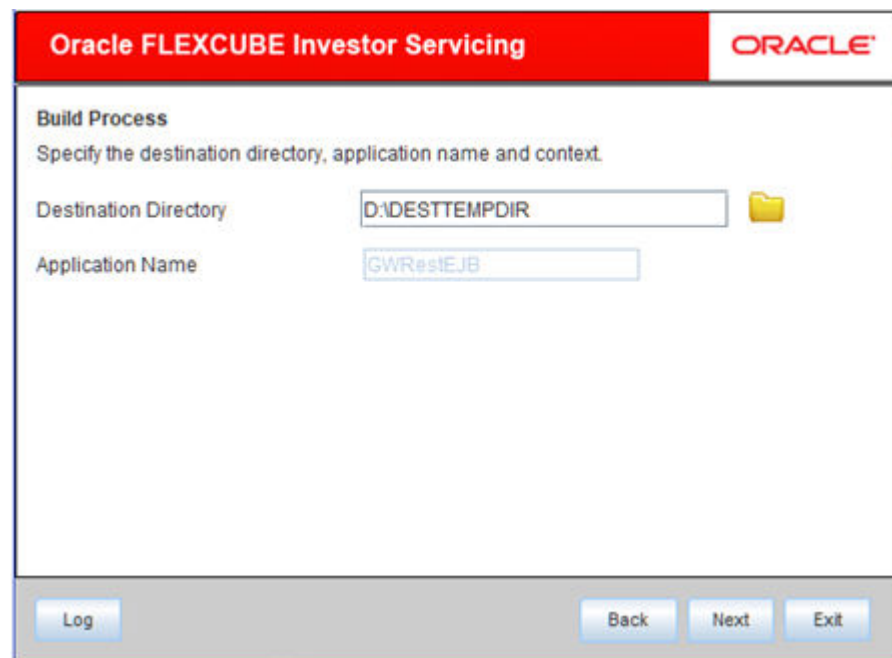 Oracle FLEXCUBE Investor Servicing
ORACLE
Build Process
Specify the destination directory, application name and context.
Destination Directory
D:\DESTTEMPDIR
Application Name
GWRestEJB
Log
Back
Next
Exit